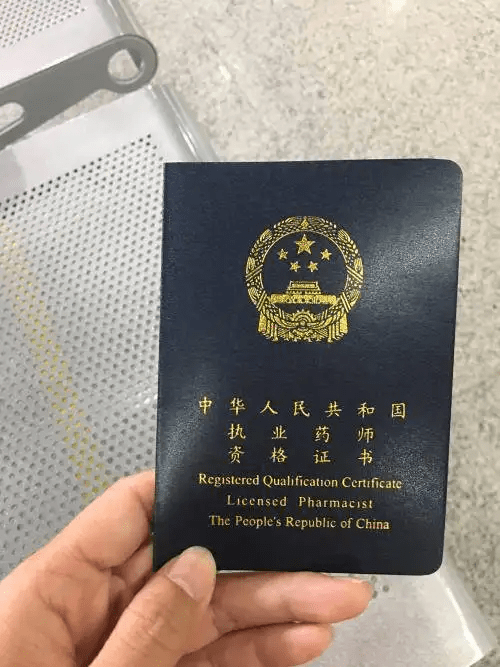 中华人民共和国
执业药师
资格证书
Registered Qualification Certificate
Licensed Pharmacist
The People's Republic of China